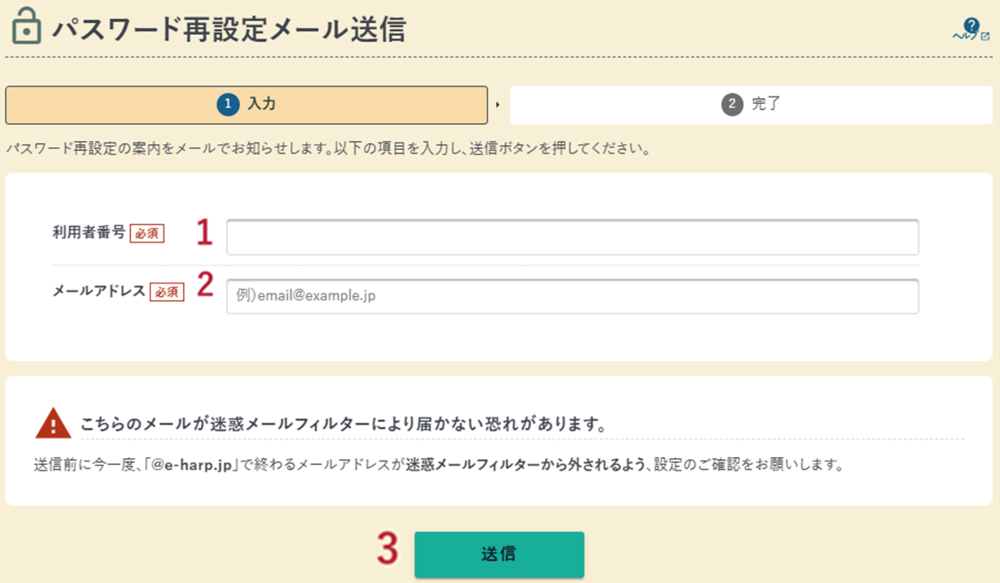 パスワード再設定メール送信
?
ヘルプ
1 入力
2 完了
パスワード再設定の案内をメールでお知らせします。以下の項目を入力し、送信ボタンを押してください。
利用者番号 必須 1
メールアドレス 必須 2 例)email@example.jp
こちらのメールが迷惑メールフィルターにより届かない恐れがあります。
送信前に今一度、「@e-harp.jp」で終わるメールアドレスが迷惑メールフィルターから外されるよう、設定のご確認をお願いします。
3 送信